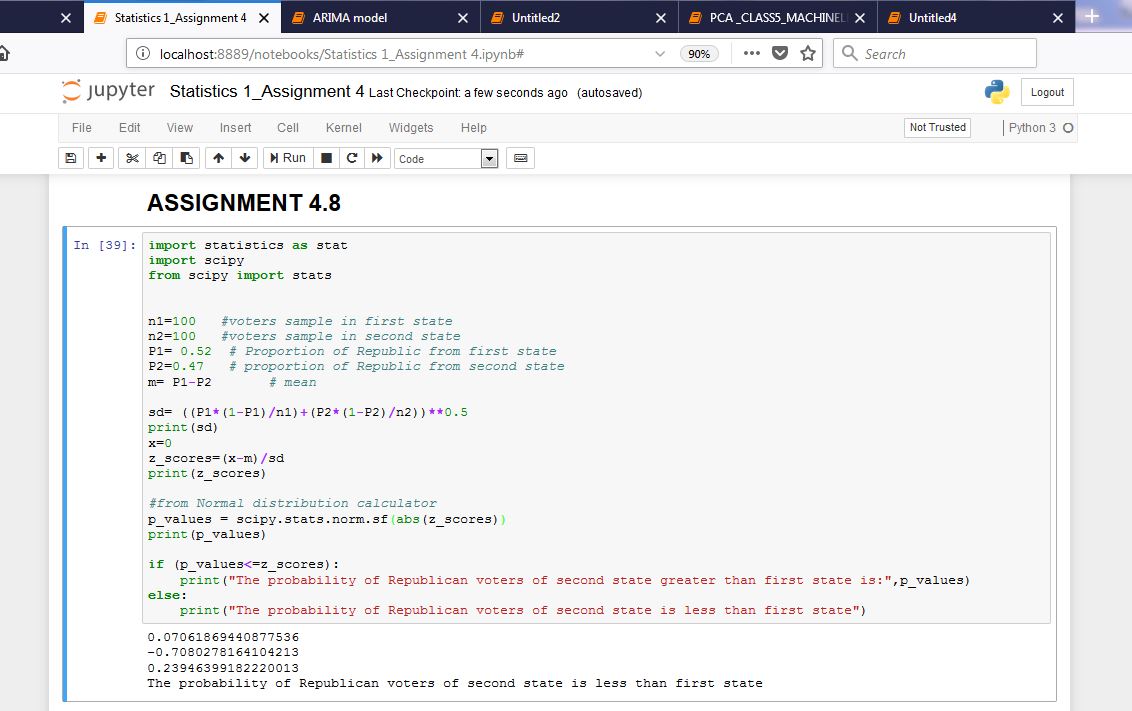 Statistics 1_Assignment 4
ARIMA model
Untitled2
PCA _CLASS5_MACHINEL
Untitled4
localhost:8889/notebooks/Statistics 1_Assignment 4.ipynb#
90%
Search
jupyter Statistics 1_Assignment 4 Last Checkpoint: a few seconds ago (autosaved)
Logout
File Edit View Insert Cell Kernel Widgets Help
Not Trusted
Python 3
Run
Code
ASSIGNMENT 4.8
In [39]:
import statistics as stat
import scipy
from scipy import stats
n1=100 #voters sample in first state
n2=100 #voters sample in second state
P1= 0.52 # Proportion of Republic from first state
P2=0.47 # proportion of Republic from second state
m= P1-P2 # mean
sd= ((P1*(1-P1)/n1)+(P2*(1-P2)/n2))**0.5
print(sd)
x=0
z_scores=(x-m)/sd
print(z_scores)
#from Normal distribution calculator
p_values = scipy.stats.norm.sf(abs(z_scores))
print(p_values)
if (p_values<=z_scores):
    print("The probability of Republican voters of second state greater than first state is:",p_values)
else:
    print("The probability of Republican voters of second state is less than first state")
0.07061869440877536
-0.7080278164104213
0.23946399182220013
The probability of Republican voters of second state is less than first state